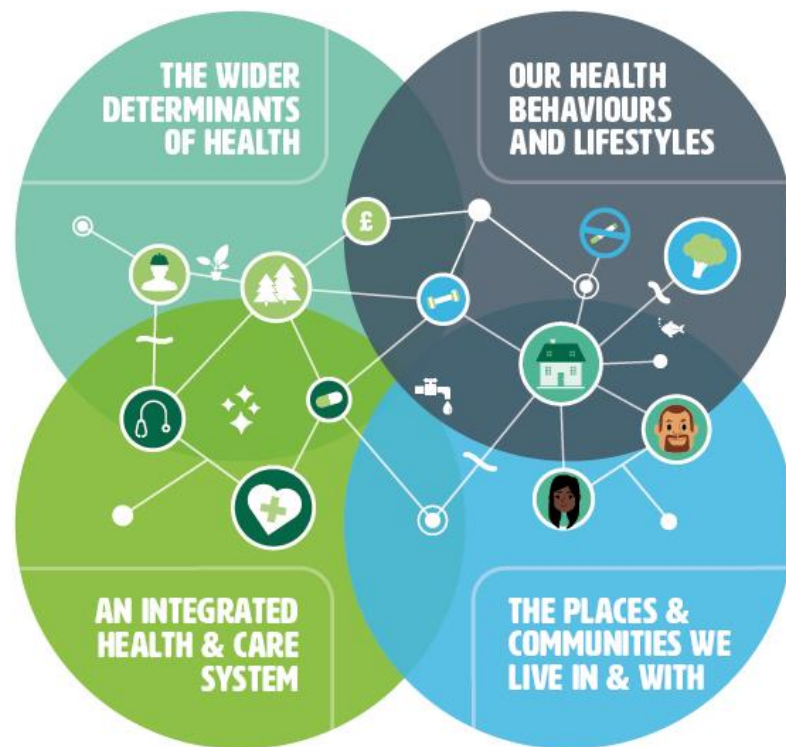 THE WIDER
DETERMINANTS
OF HEALTH
OUR HEALTH
BEHAVIOURS
AND LIFESTYLES
£
AN INTEGRATED
HEALTH & CARE
SYSTEM
THE PLACES &
COMMUNITIES WE
LIVE IN & WITH